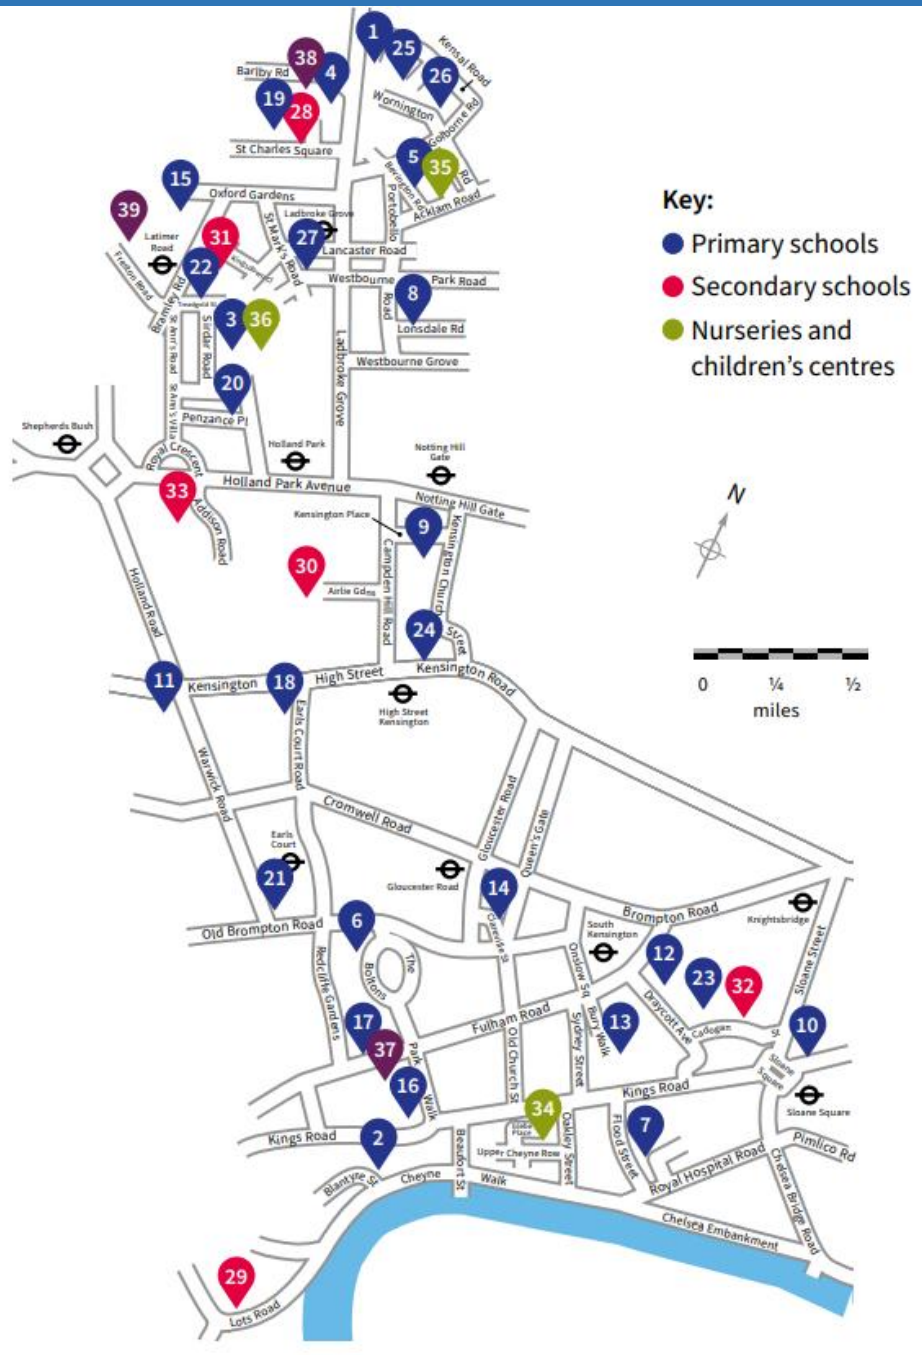 1
25
Kensal Road
38
Barlby Rd
4
26
19
28
Wornington
Golborne Rd
St Charles Square
5
35
Rd
15
Bevington Rd
Oxford Gardens
Portobello
Acklam Road
39
Ladbroke Grove
St Mark's Road
Latimer
Road
31
27
Lancaster Road
22
Freston Road
Westbourne
Park Road
Bramley Rd
8
Road
3
36
Lonsdale Rd
St Ann's Road
Sirdar Road
Ladbroke Grove
Westbourne Grove
20
St Ann's Villas
Penzance Pl
Shepherds Bush
Royal Crescent
Holland Park
Notting Hill
Gate
Holland Park Avenue
33
Notting Hill Gate
Addison Road
Kensington Place
9
Kensington Church
Street
30
Campden Hill Road
Airlie Gdns
Holland Road
24
11
Kensington
18
High Street
Kensington Road
High Street
Kensington
Earls Court Road
Warwick Road
Cromwell Road
Gloucester Road
Queen's Gate
Earls
Court
21
Gloucester Road
14
6
Old Brompton Road
Brompton Road
Knightsbridge
South
Kensington
Clareville St
Onslow Sq
12
23
32
Sloane Street
Redcliffe Gardens
The
Boltons
17
37
Park
Walk
Fulham Road
Old Church St
Sydney Street
Bury Walk
13
Draycott Ave
Cadogan
St
10
Sloane
Square
16
34
Kings Road
Sloane Square
2
Kings Road
Beaufort St
Glebe
Place
Upper Cheyne Row
Oakley Street
Flood Street
7
Royal Hospital Road
Pimlico Rd
Blantyre St
Cheyne
Walk
Chelsea Bridge Road
Chelsea Embankment
29
Lots Road
Key:
Primary schools
Secondary schools
Nurseries and
children's centres
N
0 ¼ ½
miles